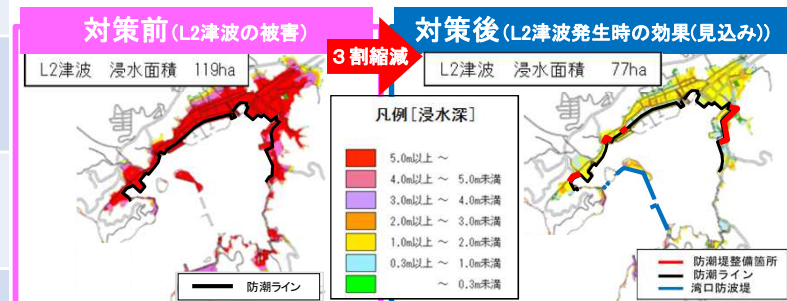 対策前(L2津波の被害)
3割縮減
対策後(L2津波発生時の効果(見込み))
L2津波　浸水面積　119ha
L2津波　浸水面積　77ha
凡例[浸水深]
5.0m以上 ～
4.0m以上 ～ 5.0m未満
3.0m以上 ～ 4.0m未満
2.0m以上 ～ 3.0m未満
1.0m以上 ～ 2.0m未満
0.3m以上 ～ 1.0m未満
～ 0.3m未満
防潮ライン
防潮堤整備箇所
防潮ライン
湾口防波堤